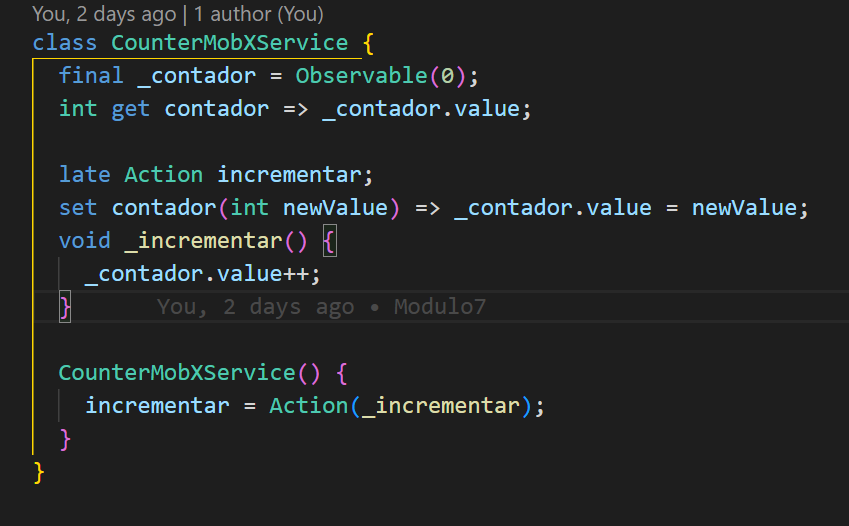 You, 2 days ago | 1 author (You)
class CounterMobXService {
final _contador = Observable(0);
int get contador => _contador.value;
late Action incrementar;
set contador(int newValue) => _contador.value = newValue;
void _incrementar() {
_contador.value++;
} You, 2 days ago • Modulo7
CounterMobXService() {
incrementar = Action(_incrementar);
}
}